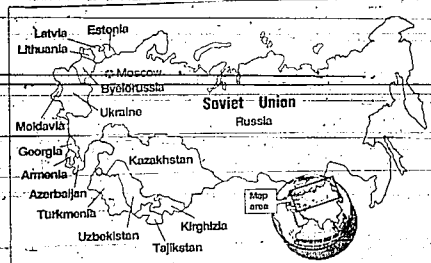 Latvia
Estonia
Lithuania
Moscow
Byelorussia
Soviet Union
Ukraine
Russia
Moldavia
Georgia
Kazakhstan
Armenia
Azerbaijan
Map
area
Turkmenia
Kirghizia
Uzbekistan
Tajikstan